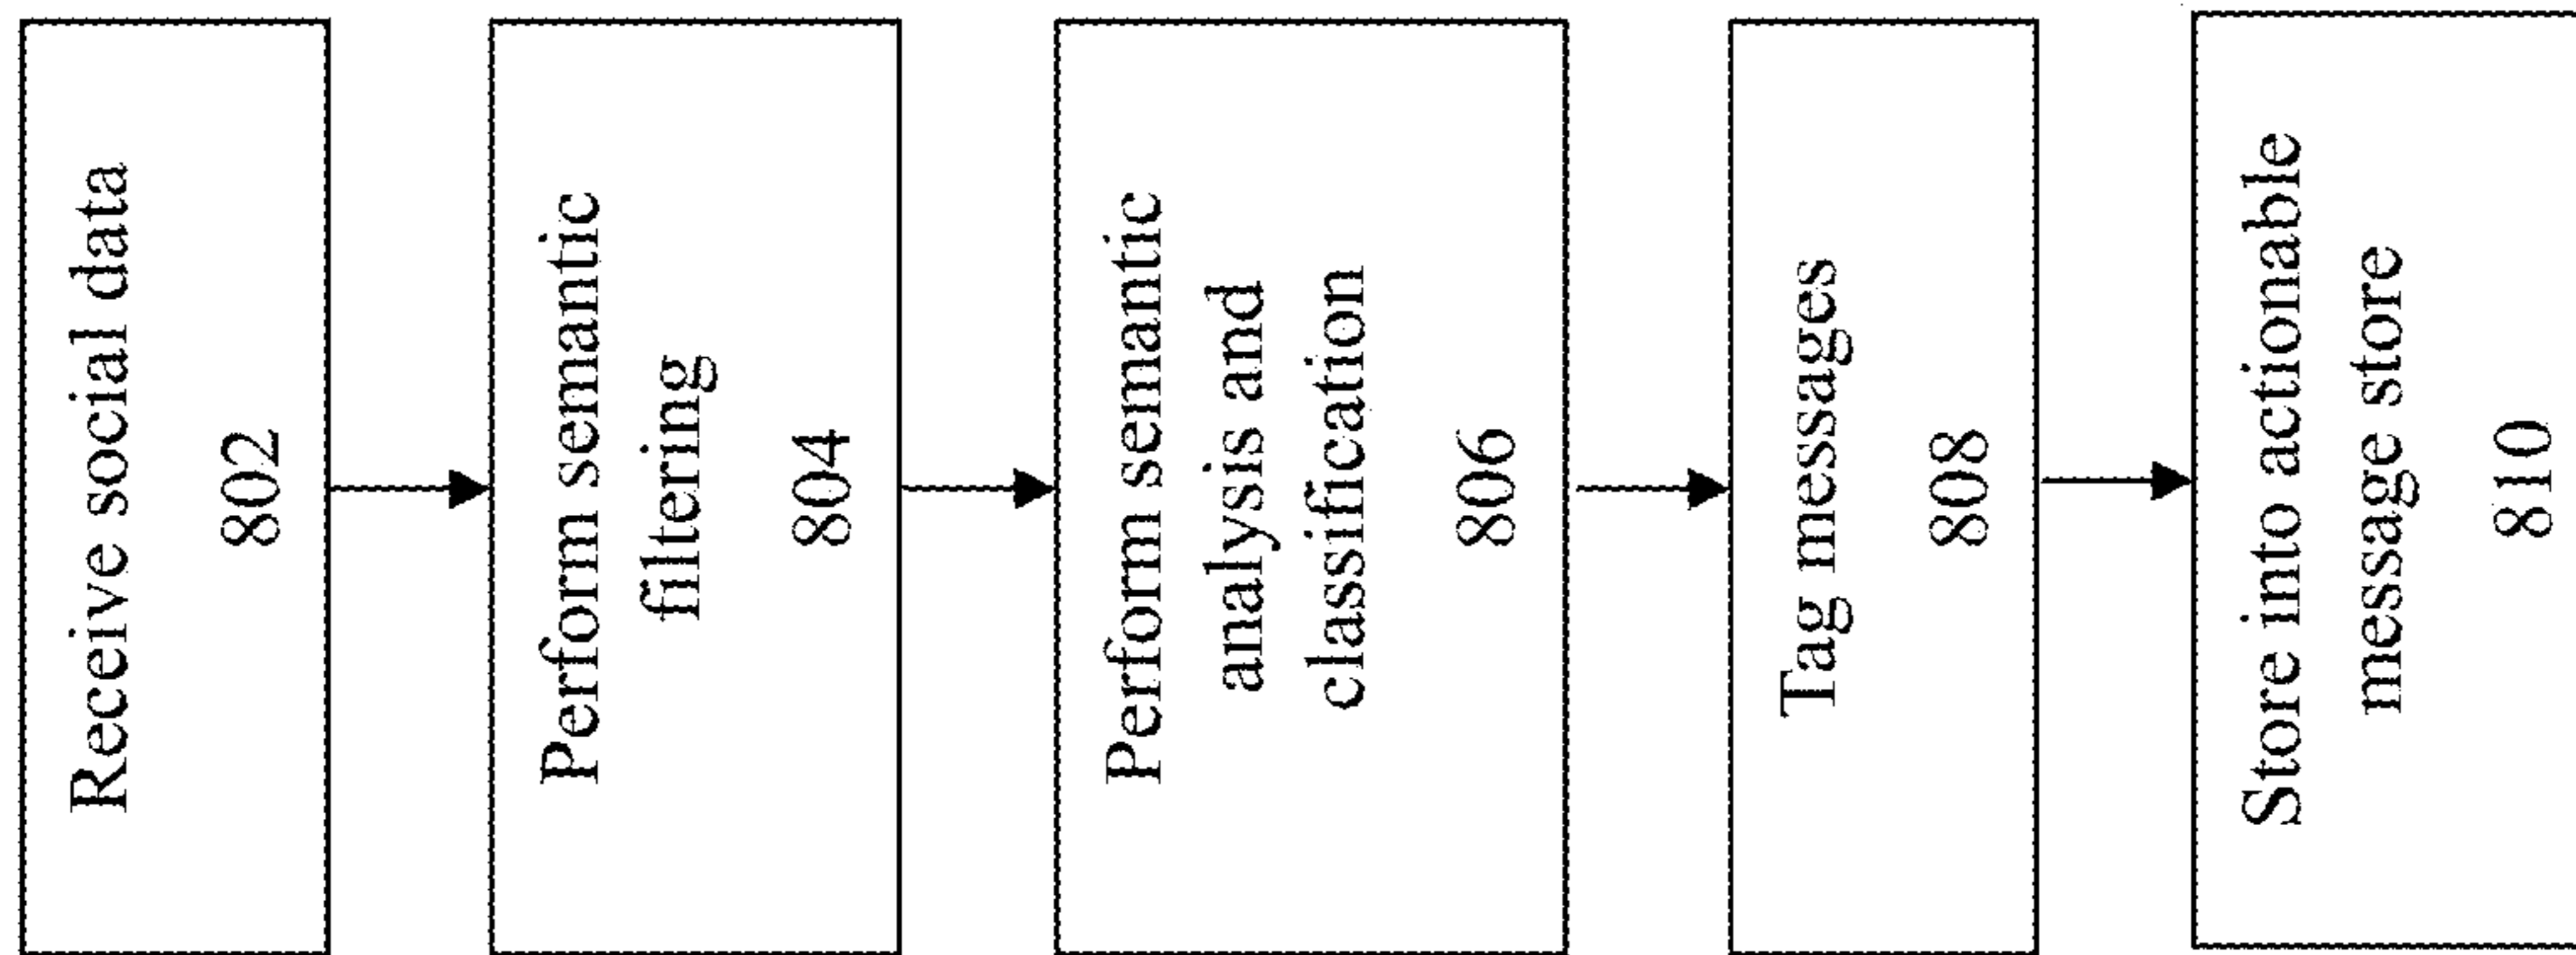 Receive social data
802
Perform semantic
filtering
804
Perform semantic
analysis and
classification
806
Tag messages
808
Store into actionable
message store
810